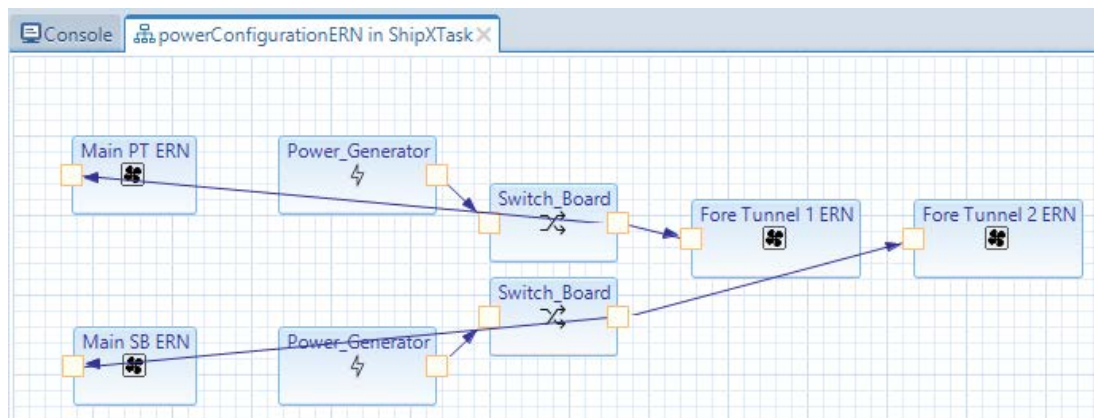 Console
powerConfigurationERN in ShipXTask
Main PT ERN
Power_Generator
Switch_Board
Fore Tunnel 1 ERN
Fore Tunnel 2 ERN
Switch_Board
Main SB ERN
Power_Generator